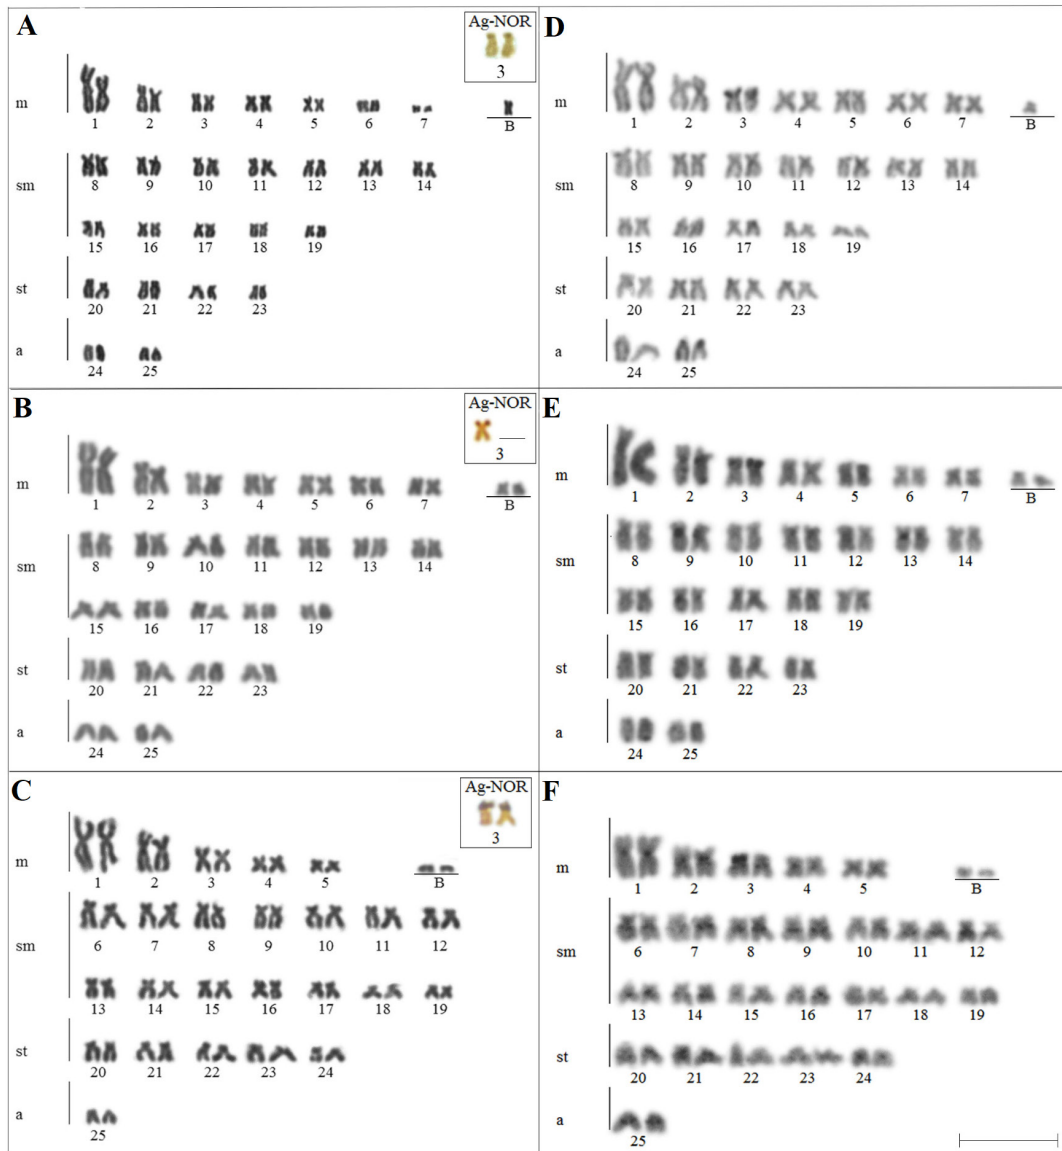 A
Ag-NOR
3
m
1 2 3 4 5 6 7 B
sm
8 9 10 11 12 13 14
15 16 17 18 19
st
20 21 22 23
a
24 25
D
m
1 2 3 4 5 6 7 B
sm
8 9 10 11 12 13 14
15 16 17 18 19
st
20 21 22 23
a
24 25
B
Ag-NOR
3
m
1 2 3 4 5 6 7 B
sm
8 9 10 11 12 13 14
15 16 17 18 19
st
20 21 22 23
a
24 25
E
m
1 2 3 4 5 6 7 B
sm
8 9 10 11 12 13 14
15 16 17 18 19
st
20 21 22 23
a
24 25
C
Ag-NOR
3
m
1 2 3 4 5 B
sm
6 7 8 9 10 11 12
13 14 15 16 17 18 19
st
20 21 22 23 24
a
25
F
m
1 2 3 4 5 B
sm
6 7 8 9 10 11 12
13 14 15 16 17 18 19
st
20 21 22 23 24
a
25